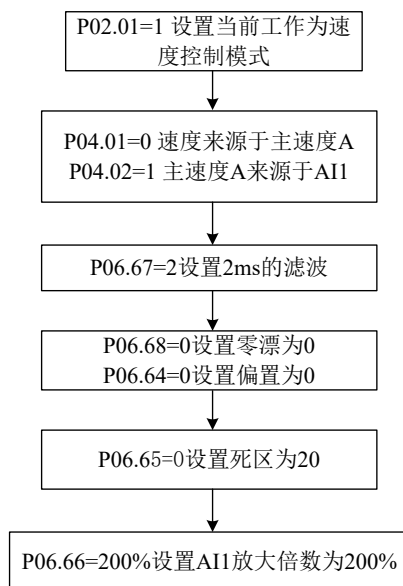 P02.01=1 设置当前工作为速
度控制模式
P04.01=0 速度来源于主速度A
P04.02=1 主速度A来源于AI1
P06.67=2设置2ms的滤波
P06.68=0设置零漂为0
P06.64=0设置偏置为0
P06.65=0设置死区为20
P06.66=200%设置AI1放大倍数为200%